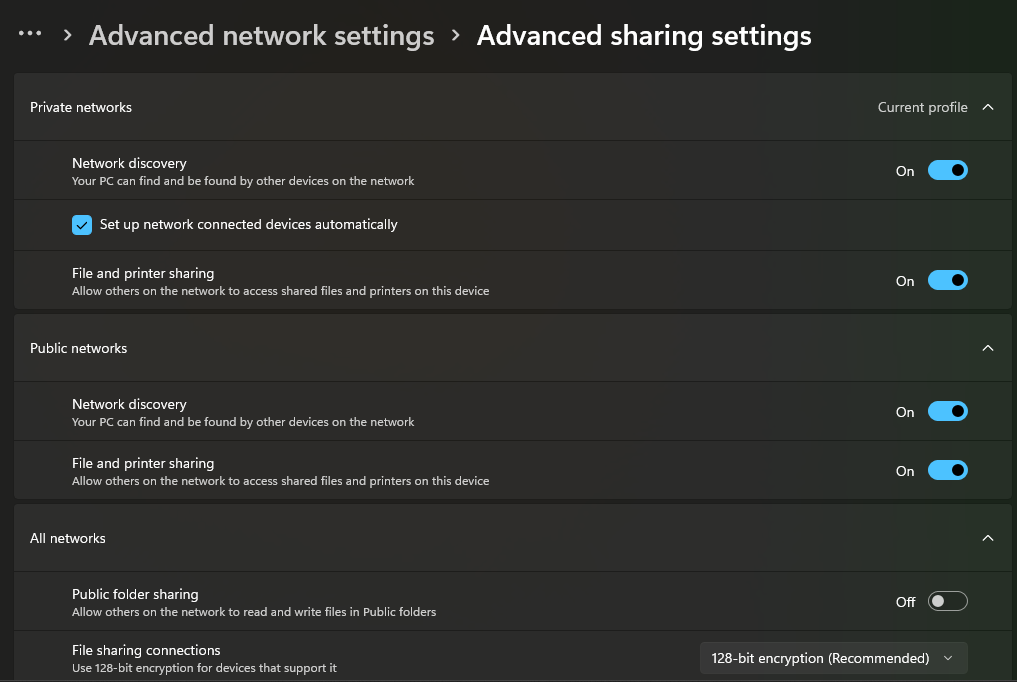 ... > Advanced network settings > Advanced sharing settings
Private networks
Current profile
Network discovery
Your PC can find and be found by other devices on the network
On
Set up network connected devices automatically
File and printer sharing
Allow others on the network to access shared files and printers on this device
On
Public networks
Network discovery
Your PC can find and be found by other devices on the network
On
File and printer sharing
Allow others on the network to access shared files and printers on this device
On
All networks
Public folder sharing
Allow others on the network to read and write files in Public folders
Off
File sharing connections
Use 128-bit encryption for devices that support it
128-bit encryption (Recommended)